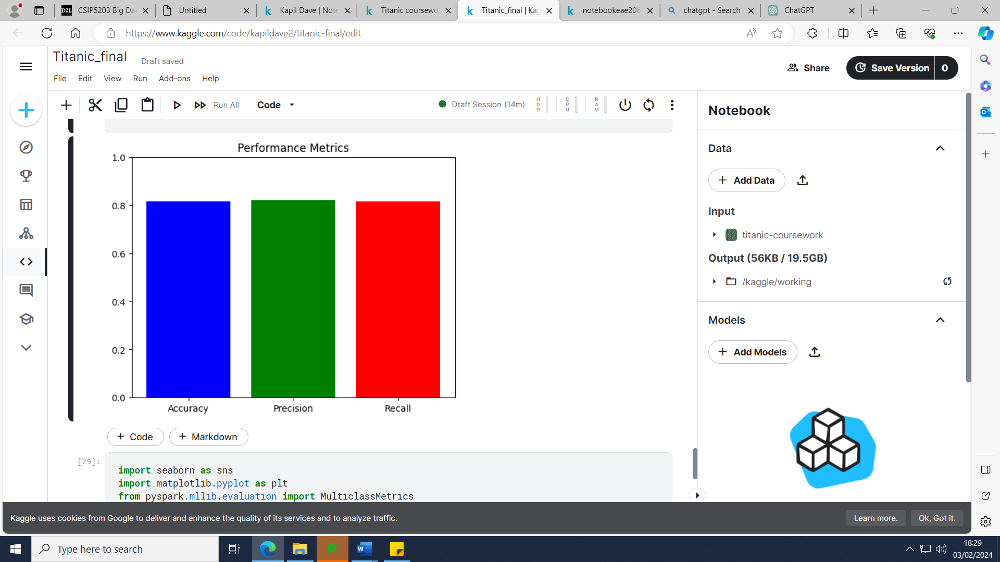 CSIP5203 Big Da
Untitled
Kapil Dave | Note
Titanic coursewo
Titanic_final | Kag
notebookeae206
chatgpt - Search
ChatGPT
https://www.kaggle.com/code/kapildave2/titanic-final/edit
Titanic_final
Draft saved
File Edit View Run Add-ons Help
Share
Save Version 0
Run All
Code
Draft Session (14m)
HDD
CPU
RAM
Notebook
Data
Add Data
Input
titanic-coursework
Output (56KB / 19.5GB)
/kaggle/working
Models
Add Models
Performance Metrics
1.0
0.8
0.6
0.4
0.2
0.0
Accuracy Precision Recall
+ Code
+ Markdown
[29]:
import seaborn as sns
import matplotlib.pyplot as plt
from pyspark.mllib.evaluation import MulticlassMetrics
Kaggle uses cookies from Google to deliver and enhance the quality of its services and to analyze traffic.
Learn more.
Ok, Got it.
Type here to search
18:29
03/02/2024